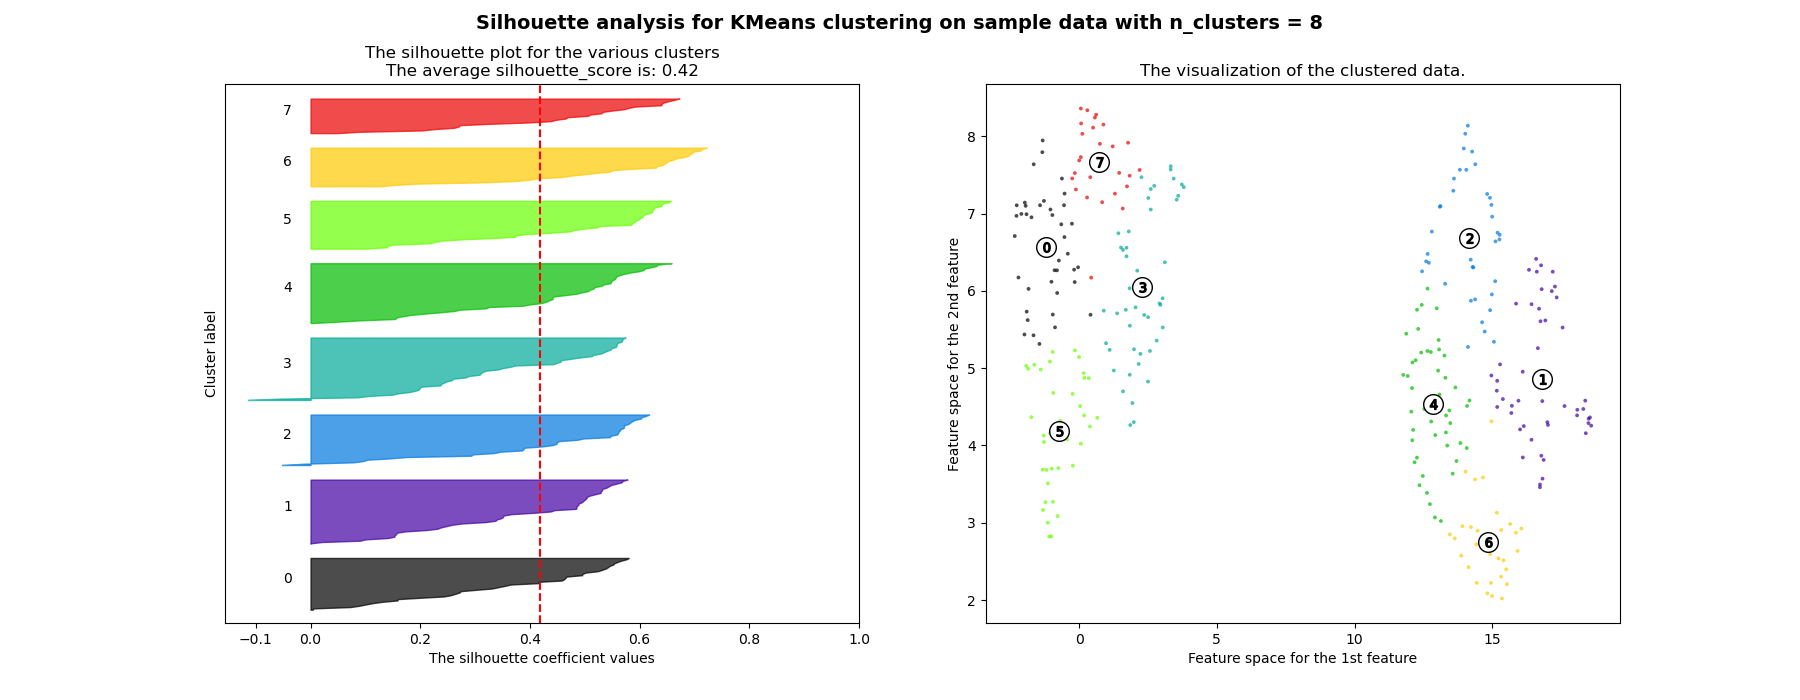 Silhouette analysis for KMeans clustering on sample data with n_clusters = 8
The silhouette plot for the various clusters
The average silhouette_score is: 0.42
7
6
5
4
3
2
1
0
Cluster label
−0.1 0.0 0.2 0.4 0.6 0.8 1.0
The silhouette coefficient values
The visualization of the clustered data.
8
7
6
5
4
3
2
Feature space for the 2nd feature
7
0
2
3
1
4
5
6
0 5 10 15
Feature space for the 1st feature